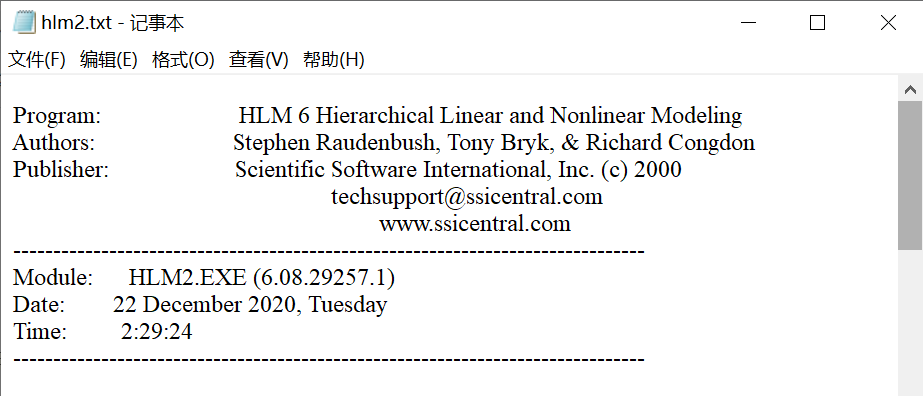 hlm2.txt - 记事本
文件(F) 编辑(E) 格式(O) 查看(V) 帮助(H)
Program: HLM 6 Hierarchical Linear and Nonlinear Modeling
Authors: Stephen Raudenbush, Tony Bryk, & Richard Congdon
Publisher: Scientific Software International, Inc. (c) 2000
techsupport@ssicentral.com
www.ssicentral.com
-------------------------------------------------------------------------------
Module: HLM2.EXE (6.08.29257.1)
Date: 22 December 2020, Tuesday
Time: 2:29:24
-------------------------------------------------------------------------------